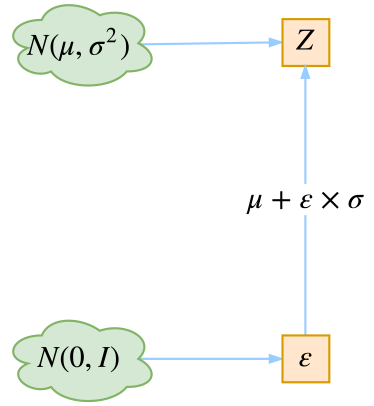 N(μ, σ²) Z
μ + ε × σ
N(0, I) ε